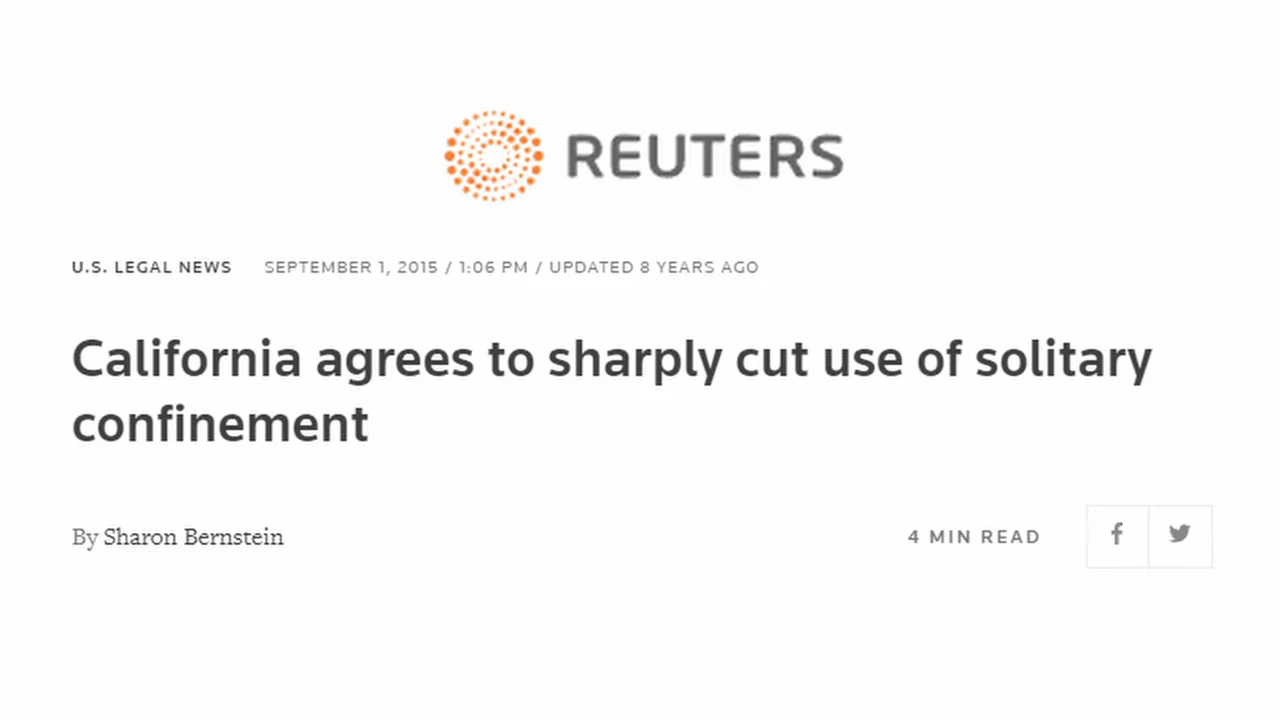 REUTERS
U.S. LEGAL NEWS SEPTEMBER 1, 2015 / 1:06 PM / UPDATED 8 YEARS AGO
California agrees to sharply cut use of solitary
confinement
By Sharon Bernstein 4 MIN READ